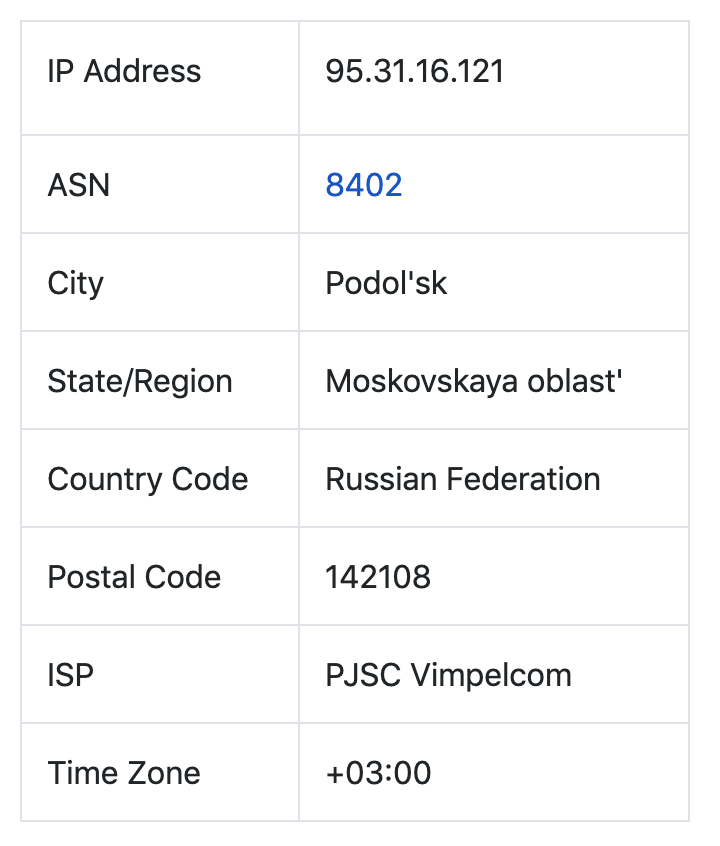 IP Address 95.31.16.121
ASN 8402
City Podol'sk
State/Region Moskovskaya oblast'
Country Code Russian Federation
Postal Code 142108
ISP PJSC Vimpelcom
Time Zone +03:00